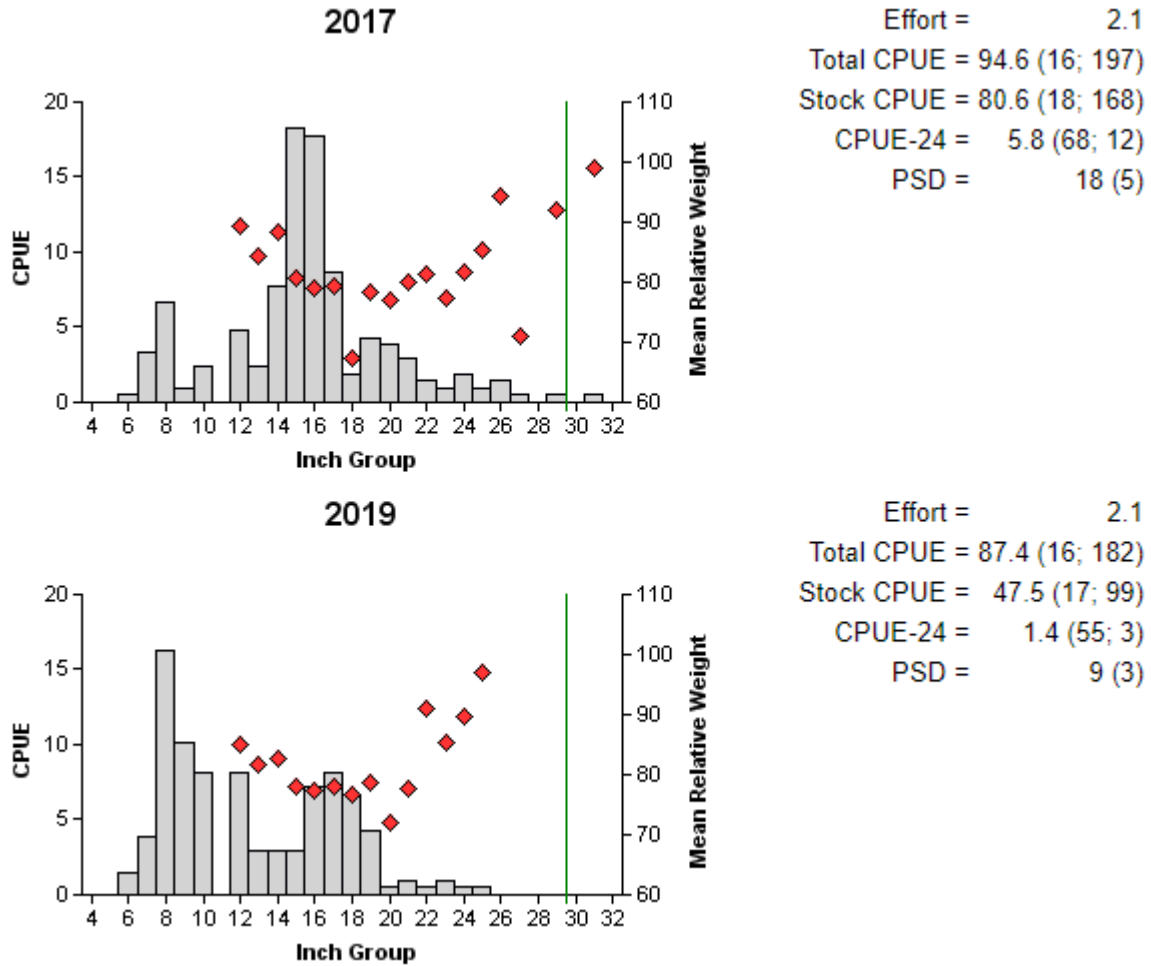 2017
Effort = 2.1
Total CPUE = 94.6 (16; 197)
Stock CPUE = 80.6 (18; 168)
CPUE-24 = 5.8 (68; 12)
PSD = 18 (5)
20 110
15 100
90
10 80
5 70
0 60
CPUE
Mean Relative Weight
4 6 8 10 12 14 16 18 20 22 24 26 28 30 32
Inch Group
2019
Effort = 2.1
Total CPUE = 87.4 (16; 182)
Stock CPUE = 47.5 (17; 99)
CPUE-24 = 1.4 (55; 3)
PSD = 9 (3)
20 110
15 100
90
10 80
5 70
0 60
CPUE
Mean Relative Weight
4 6 8 10 12 14 16 18 20 22 24 26 28 30 32
Inch Group